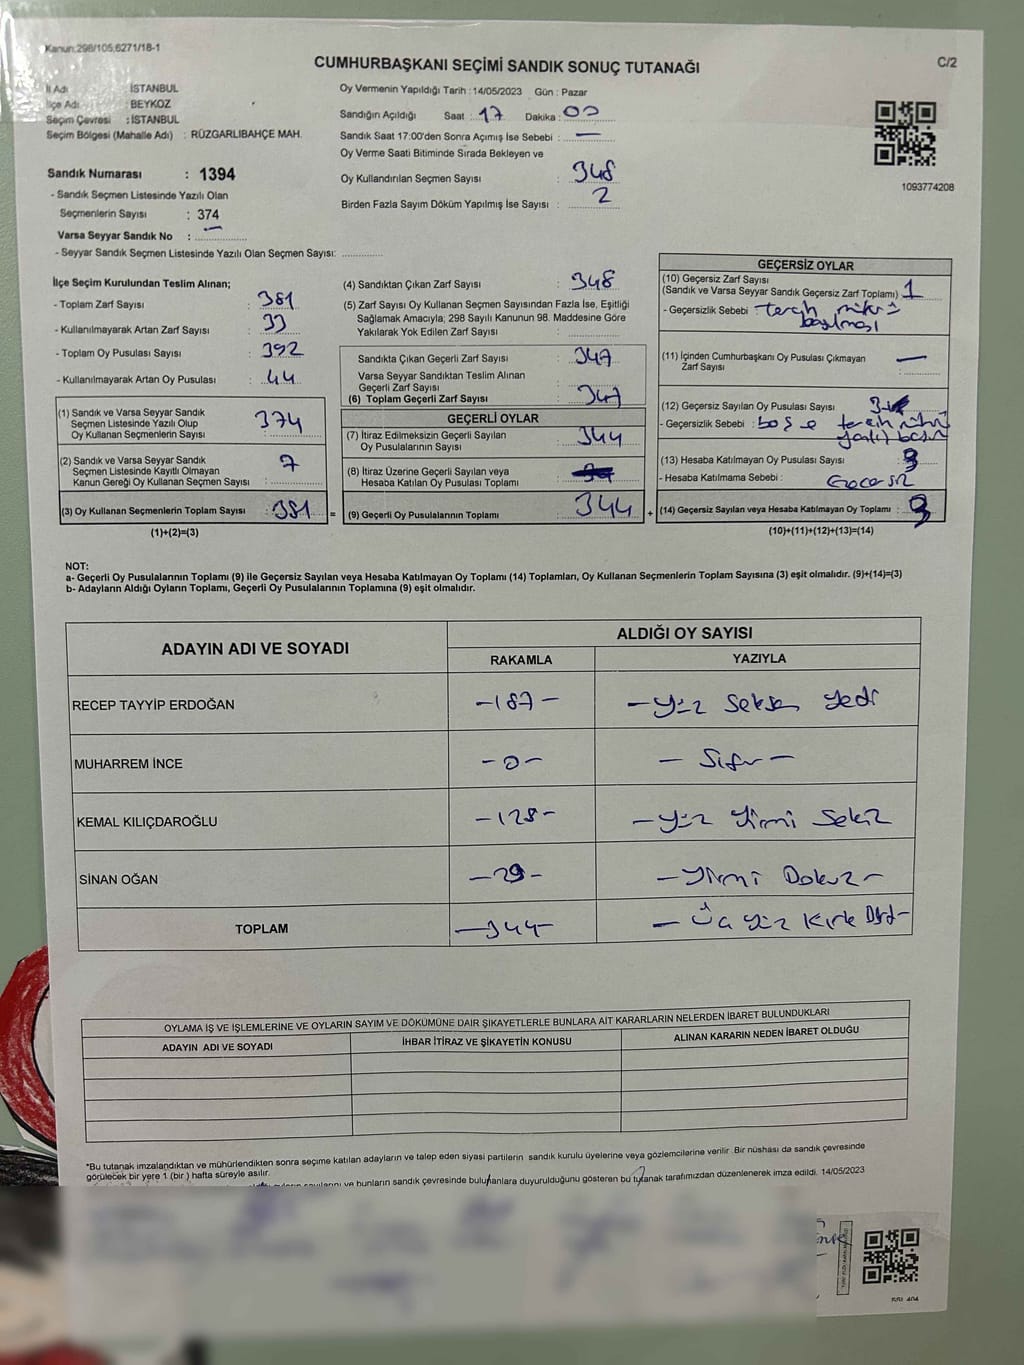 Kanun:298/105,6271/18-1
CUMHURBAŞKANI SEÇİMİ SANDIK SONUÇ TUTANAĞI
C/2
İl Adı : İSTANBUL
İlçe Adı : BEYKOZ
Seçim Çevresi : İSTANBUL
Seçim Bölgesi (Mahalle Adı) : RÜZGARLIBAHÇE MAH.
Oy Vermenin Yapıldığı Tarih : 14/05/2023 Gün : Pazar
Sandığın Açıldığı Saat : 17 Dakika : 00
Sandık Saat 17:00'den Sonra Açımış İse Sebebi : —
Oy Verme Saati Bitiminde Sırada Bekleyen ve
Oy Kullandırılan Seçmen Sayısı : 348
Birden Fazla Sayım Döküm Yapılmış İse Sayısı : 2
1093774208
Sandık Numarası : 1394
- Sandık Seçmen Listesinde Yazılı Olan
Seçmenlerin Sayısı : 374
Varsa Seyyar Sandık No : —
- Seyyar Sandık Seçmen Listesinde Yazılı Olan Seçmen Sayısı:
İlçe Seçim Kurulundan Teslim Alınan;
- Toplam Zarf Sayısı : 381
- Kullanılmayarak Artan Zarf Sayısı : 33
- Toplam Oy Pusulası Sayısı : 392
- Kullanılmayarak Artan Oy Pusulası : 44
(1) Sandık ve Varsa Seyyar Sandık
Seçmen Listesinde Yazılı Olup
Oy Kullanan Seçmenlerin Sayısı : 374
(2) Sandık ve Varsa Seyyar Sandık
Seçmen Listesinde Kayıtlı Olmayan
Kanun Gereği Oy Kullanan Seçmen Sayısı : 7
(3) Oy Kullanan Seçmenlerin Toplam Sayısı : 381 =
(1)+(2)=(3)
(4) Sandıktan Çıkan Zarf Sayısı : 348
(5) Zarf Sayısı Oy Kullanan Seçmen Sayısından Fazla İse, Eşitliği
Sağlamak Amacıyla; 298 Sayılı Kanunun 98. Maddesine Göre
Yakılarak Yok Edilen Zarf Sayısı :
Sandıkta Çıkan Geçerli Zarf Sayısı : 347
Varsa Seyyar Sandıktan Teslim Alınan
Geçerli Zarf Sayısı :
(6) Toplam Geçerli Zarf Sayısı : 347
GEÇERLİ OYLAR
(7) İtiraz Edilmeksizin Geçerli Sayılan
Oy Pusulalarının Sayısı : 344
(8) İtiraz Üzerine Geçerli Sayılan veya
Hesaba Katılan Oy Pusulası Toplamı :
(9) Geçerli Oy Pusulalarının Toplamı : 344 +
GEÇERSİZ OYLAR
(10) Geçersiz Zarf Sayısı
(Sandık ve Varsa Seyyar Sandık Geçersiz Zarf Toplamı) : 1
- Geçersizlik Sebebi : tercih mührü
basılması
(11) İçinden Cumhurbaşkanı Oy Pusulası Çıkmayan
Zarf Sayısı : —
(12) Geçersiz Sayılan Oy Pusulası Sayısı : 3
- Geçersizlik Sebebi : boş tercih mührü
(13) Hesaba Katılmayan Oy Pusulası Sayısı : 3
- Hesaba Katılmama Sebebi :
(14) Geçersiz Sayılan veya Hesaba Katılmayan Oy Toplamı : 3
(10)+(11)+(12)+(13)=(14)
NOT:
a- Geçerli Oy Pusulalarının Toplamı (9) ile Geçersiz Sayılan veya Hesaba Katılmayan Oy Toplamı (14) Toplamları, Oy Kullanan Seçmenlerin Toplam Sayısına (3) eşit olmalıdır. (9)+(14)=(3)
b- Adayların Aldığı Oyların Toplamı, Geçerli Oy Pusulalarının Toplamına (9) eşit olmalıdır.
ADAYIN ADI VE SOYADI
ALDIĞI OY SAYISI
RAKAMLA
YAZIYLA
RECEP TAYYİP ERDOĞAN -187- -Yüz Seksen Yedi
MUHARREM İNCE -0- -Sıfır-
KEMAL KILIÇDAROĞLU -128- -Yüz Yirmi Sekiz
SİNAN OĞAN -29- -Yirmi Dokuz-
TOPLAM -344- -Üç Yüz Kırk Dört-
OYLAMA İŞ VE İŞLEMLERİNE VE OYLARIN SAYIM VE DÖKÜMÜNE DAİR ŞİKAYETLERLE BUNLARA AİT KARARLARIN NELERDEN İBARET BULUNDUKLARI
ADAYIN ADI VE SOYADI
İHBAR İTİRAZ VE ŞİKAYETİN KONUSU
ALINAN KARARIN NEDEN İBARET OLDUĞU
*Bu tutanak imzalandıktan ve mühürlendikten sonra seçime katılan adayların ve talep eden siyasi partilerin sandık kurulu üyelerine veya gözlemcilerine verilir. Bir nüshası da sandık çevresinde
görülecek bir yere 1 (bir) hafta süreyle asılır.
ve bunların sandık çevresinde bulunanlara duyurulduğunu gösteren bu tutanak tarafımızdan düzenlenerek imza edildi. 14/05/2023